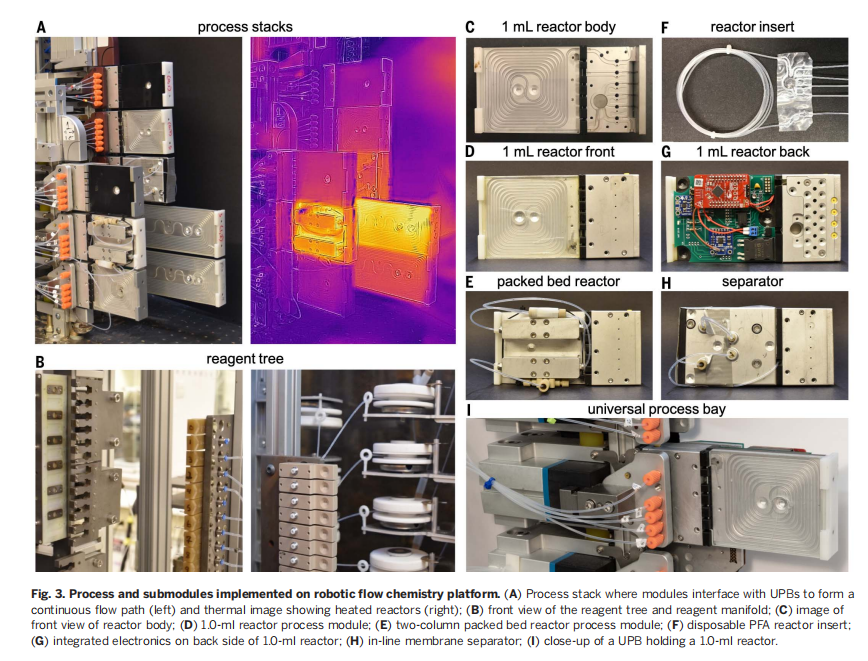 A process stacks
C 1 mL reactor body
F reactor insert
D 1 mL reactor front
G 1 mL reactor back
E packed bed reactor
H separator
B reagent tree
I universal process bay
Fig. 3. Process and submodules implemented on robotic flow chemistry platform. (A) Process stack where modules interface with UPBs to form a
continuous flow path (left) and thermal image showing heated reactors (right); (B) front view of the reagent tree and reagent manifold; (C) image of
front view of reactor body; (D) 1.0-ml reactor process module; (E) two-column packed bed reactor process module; (F) disposable PFA reactor insert;
(G) integrated electronics on back side of 1.0-ml reactor; (H) in-line membrane separator; (I) close-up of a UPB holding a 1.0-ml reactor.